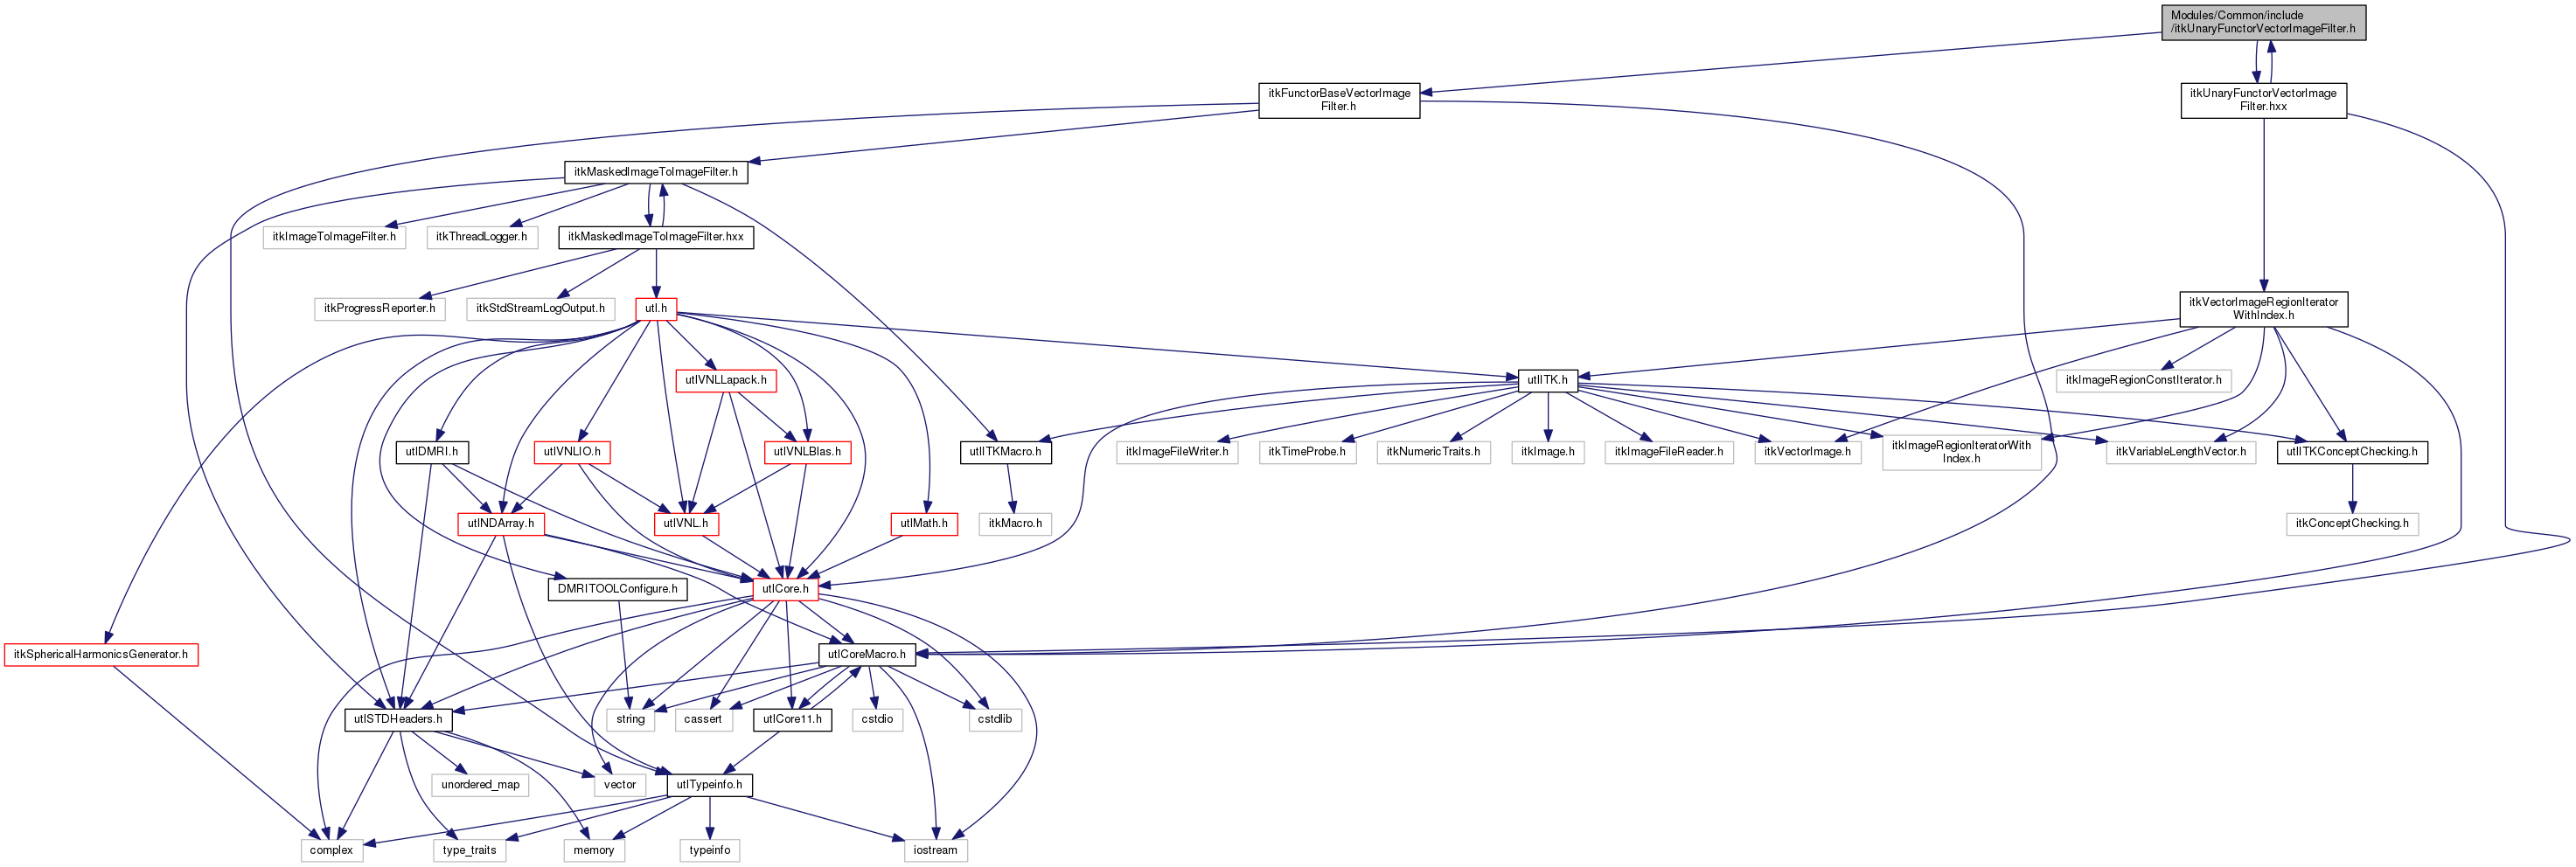 Modules/Common/include
/itkUnaryFunctorVectorImageFilter.h
itkFunctorBaseVectorImage
Filter.h
itkUnaryFunctorVectorImage
Filter.hxx
itkMaskedImageToImageFilter.h
itkImageToImageFilter.h
itkThreadLogger.h
itkMaskedImageToImageFilter.hxx
itkProgressReporter.h
itkStdStreamLogOutput.h
utl.h
itkVectorImageRegionIterator
WithIndex.h
utlVNLLapack.h
utlITK.h
itkImageRegionConstIterator.h
utlDMRI.h
utlVNLIO.h
utlVNLBlas.h
utlITKMacro.h
itkImageFileWriter.h
itkTimeProbe.h
itkNumericTraits.h
itkImage.h
itkImageFileReader.h
itkVectorImage.h
itkImageRegionIteratorWith
Index.h
itkVariableLengthVector.h
utlITKConceptChecking.h
utlNDArray.h
utlVNL.h
utlMath.h
itkMacro.h
itkConceptChecking.h
DMRITOOLConfigure.h
utlCore.h
itkSphericalHarmonicsGenerator.h
utlCoreMacro.h
utlSTDHeaders.h
string
cassert
utlCore11.h
cstdio
cstdlib
unordered_map
vector
utlTypeinfo.h
complex
type_traits
memory
typeinfo
iostream